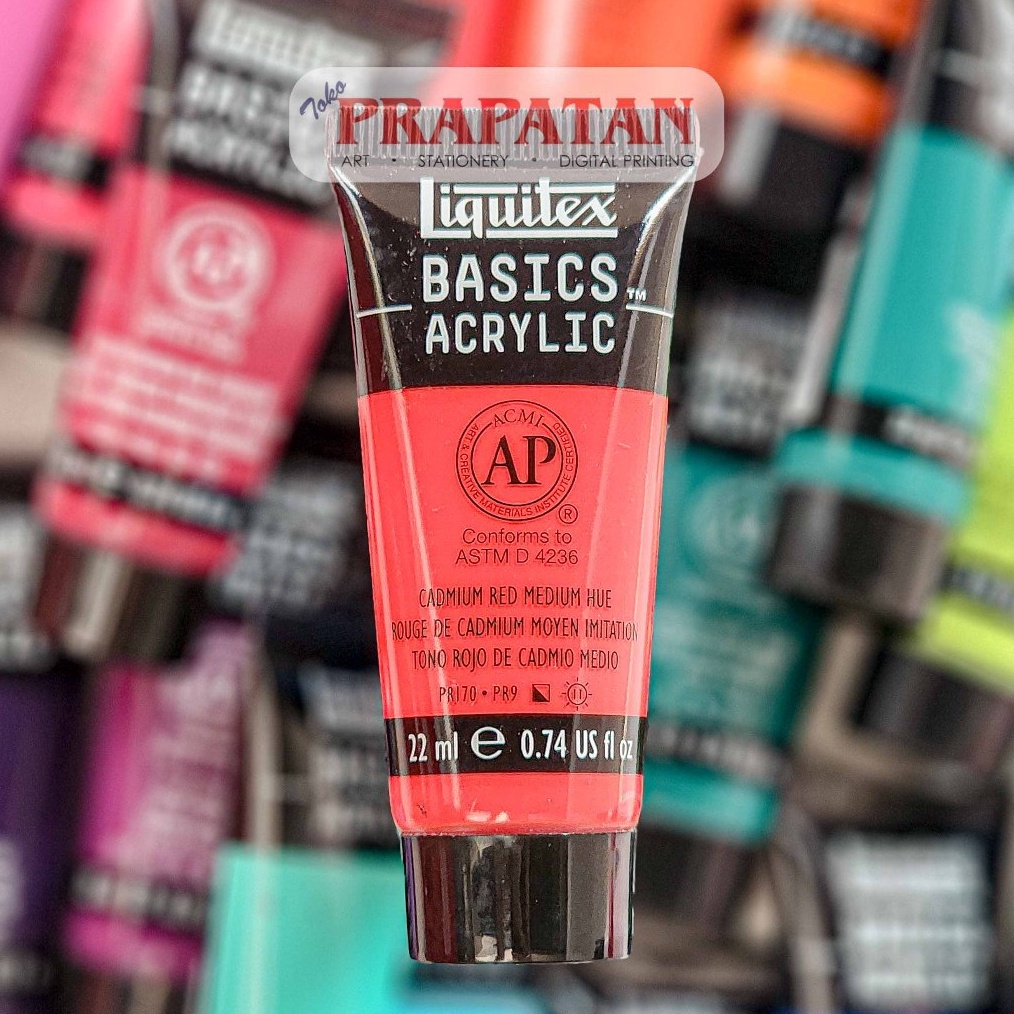 Toko
PRAPATAN
ART • STATIONERY • DIGITAL PRINTING
Liquitex
BASICS™
ACRYLIC
ACMI
AP
ART & CREATIVE MATERIALS INSTITUTE CERTIFIED
®
Conforms to
ASTM D 4236
CADMIUM RED MEDIUM HUE
ROUGE DE CADMIUM MOYEN IMITATION
TONO ROJO DE CADMIO MEDIO
PR170 • PR9 II
22 ml e 0.74 US fl oz